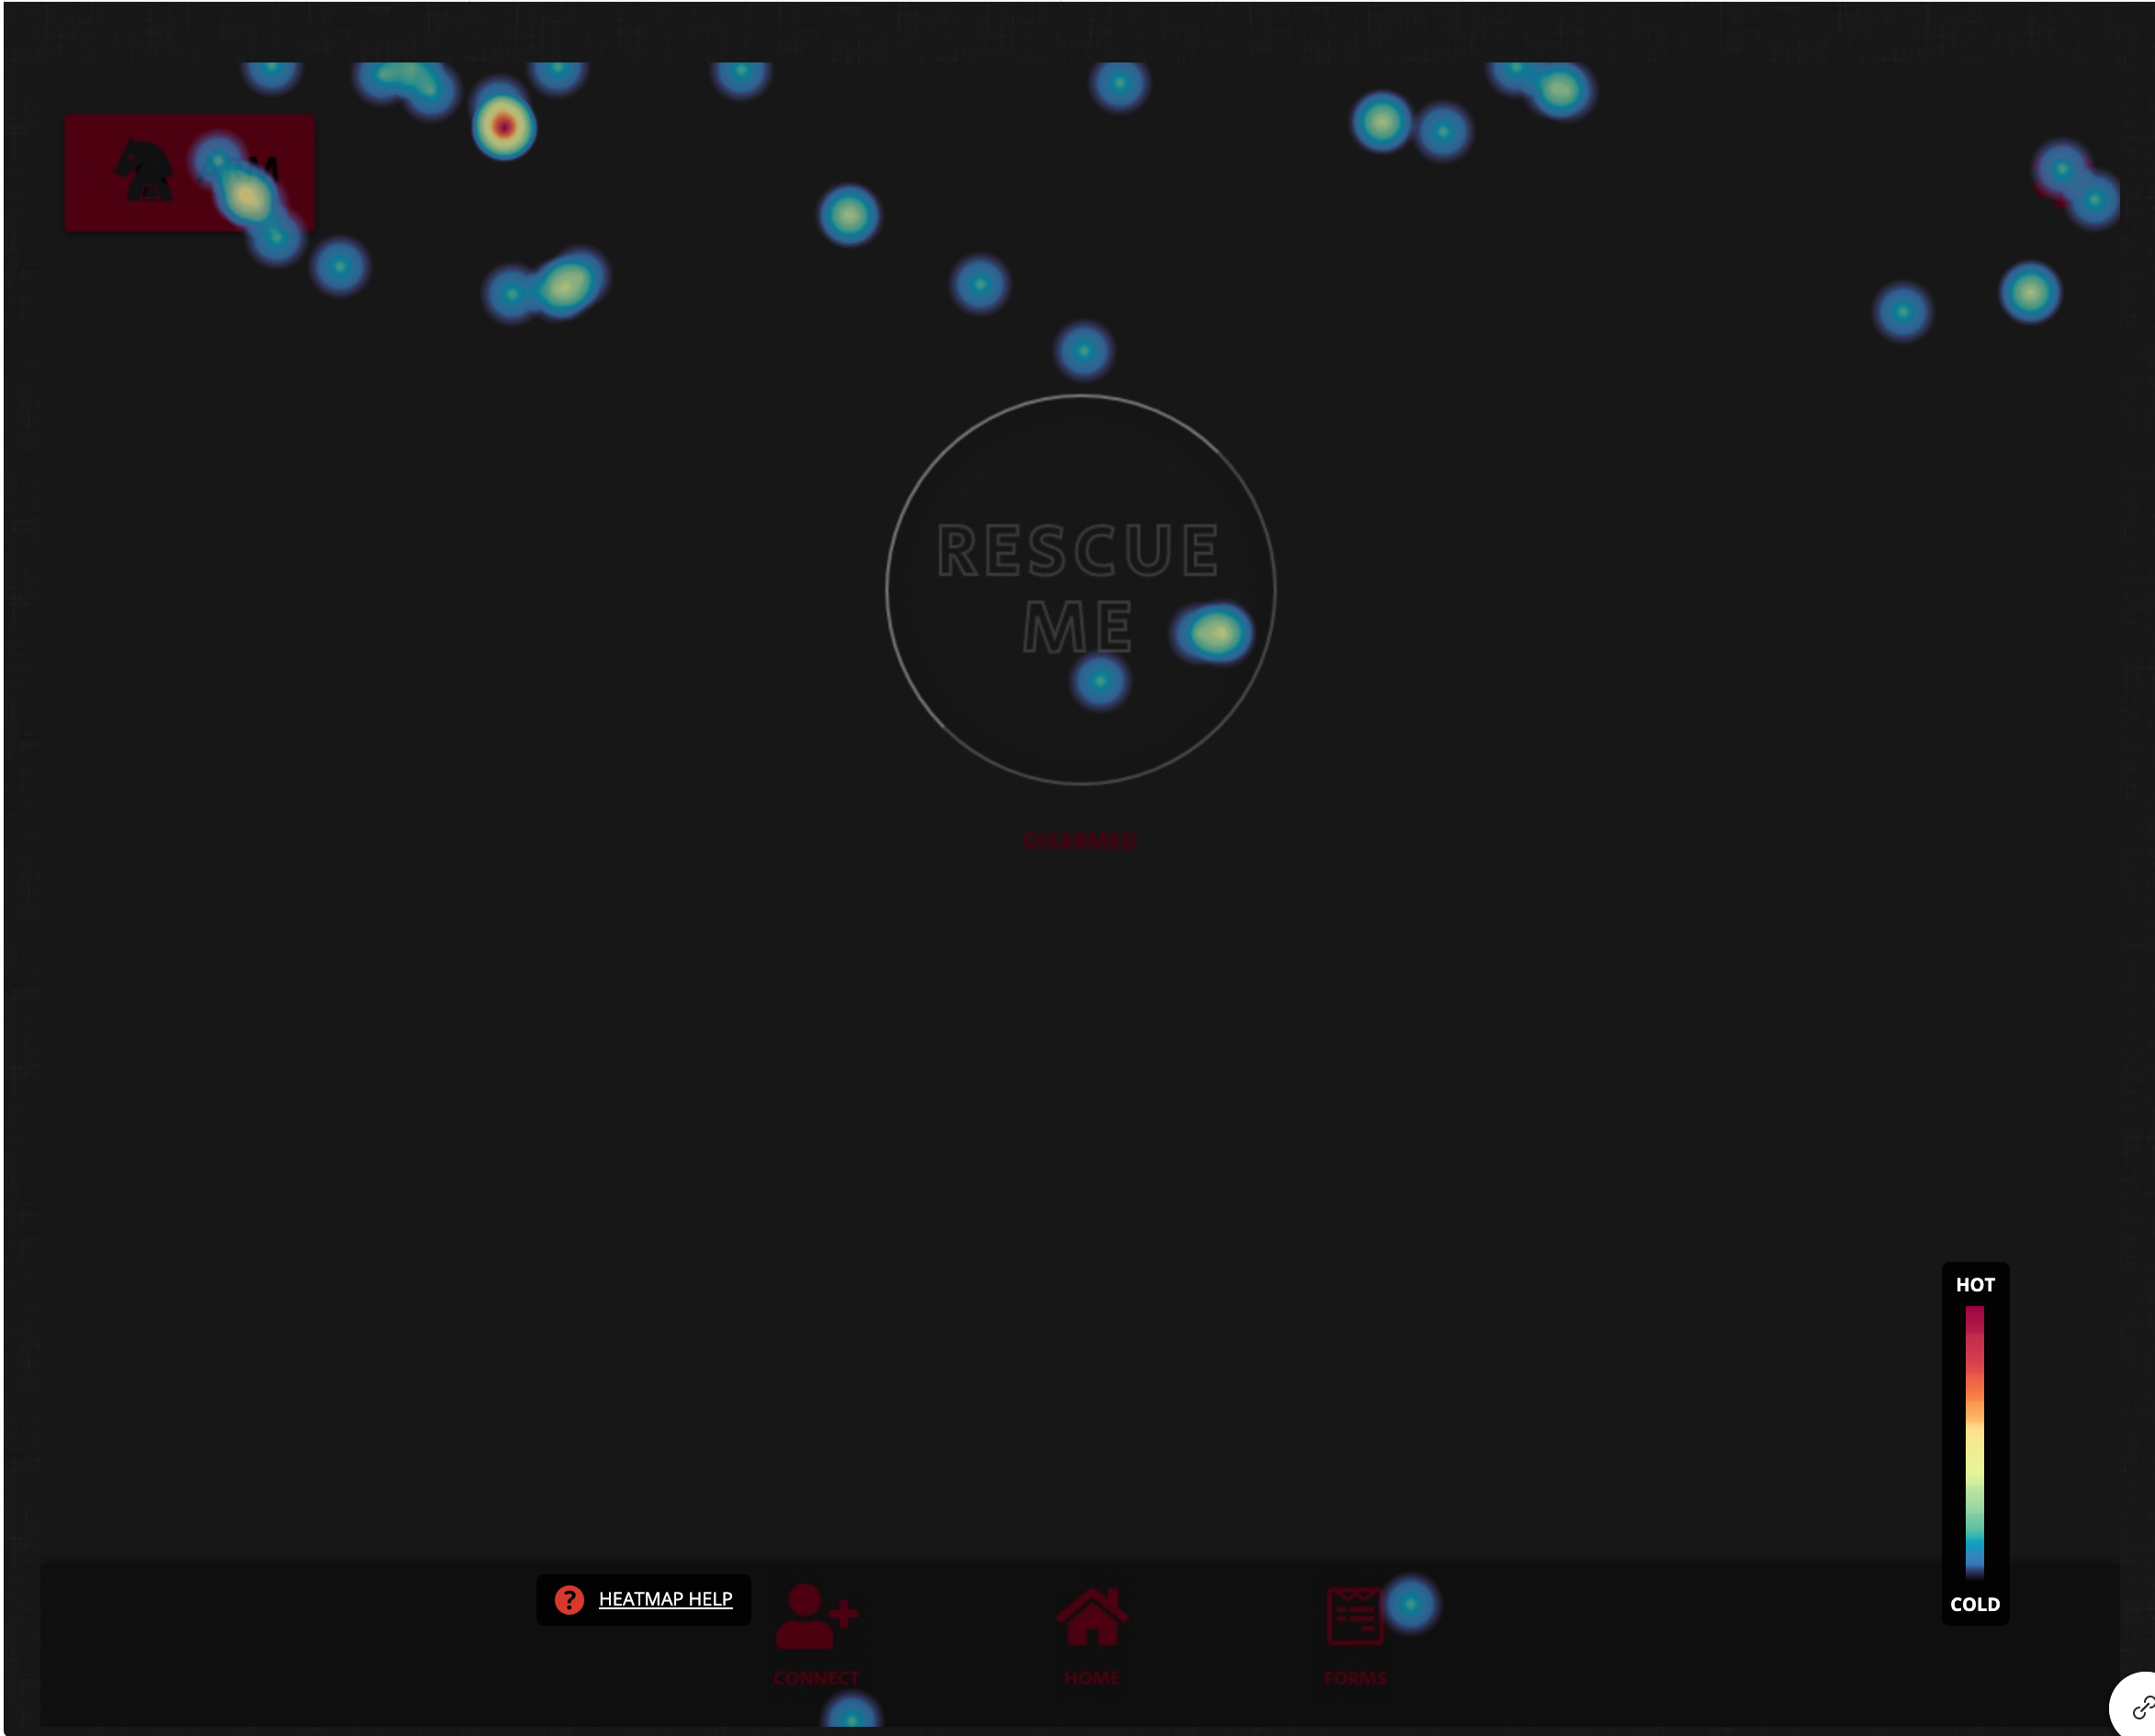 RESCUE
ME
DISARMED
HOT
COLD
? HEATMAP HELP
CONNECT
HOME
FORMS